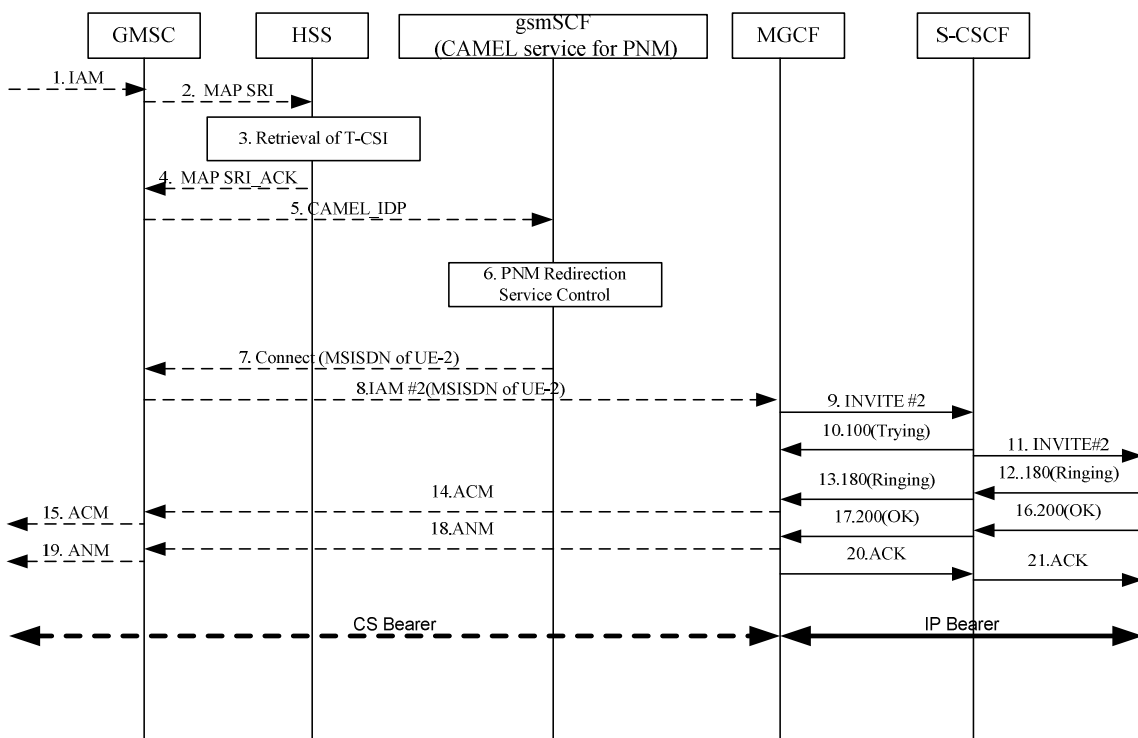 GMSC
HSS
gsmSCF
(CAMEL service for PNM)
MGCF
S-CSCF
1. IAM
2. MAP SRI
3. Retrieval of T-CSI
4. MAP SRI_ACK
5. CAMEL_IDP
6. PNM Redirection
Service Control
7. Connect (MSISDN of UE-2)
8.IAM #2(MSISDN of UE-2)
9. INVITE #2
10.100(Trying)
11. INVITE#2
12..180(Ringing)
13.180(Ringing)
14.ACM
15. ACM
16.200(OK)
17.200(OK)
18.ANM
19. ANM
20.ACK
21.ACK
CS Bearer
IP Bearer